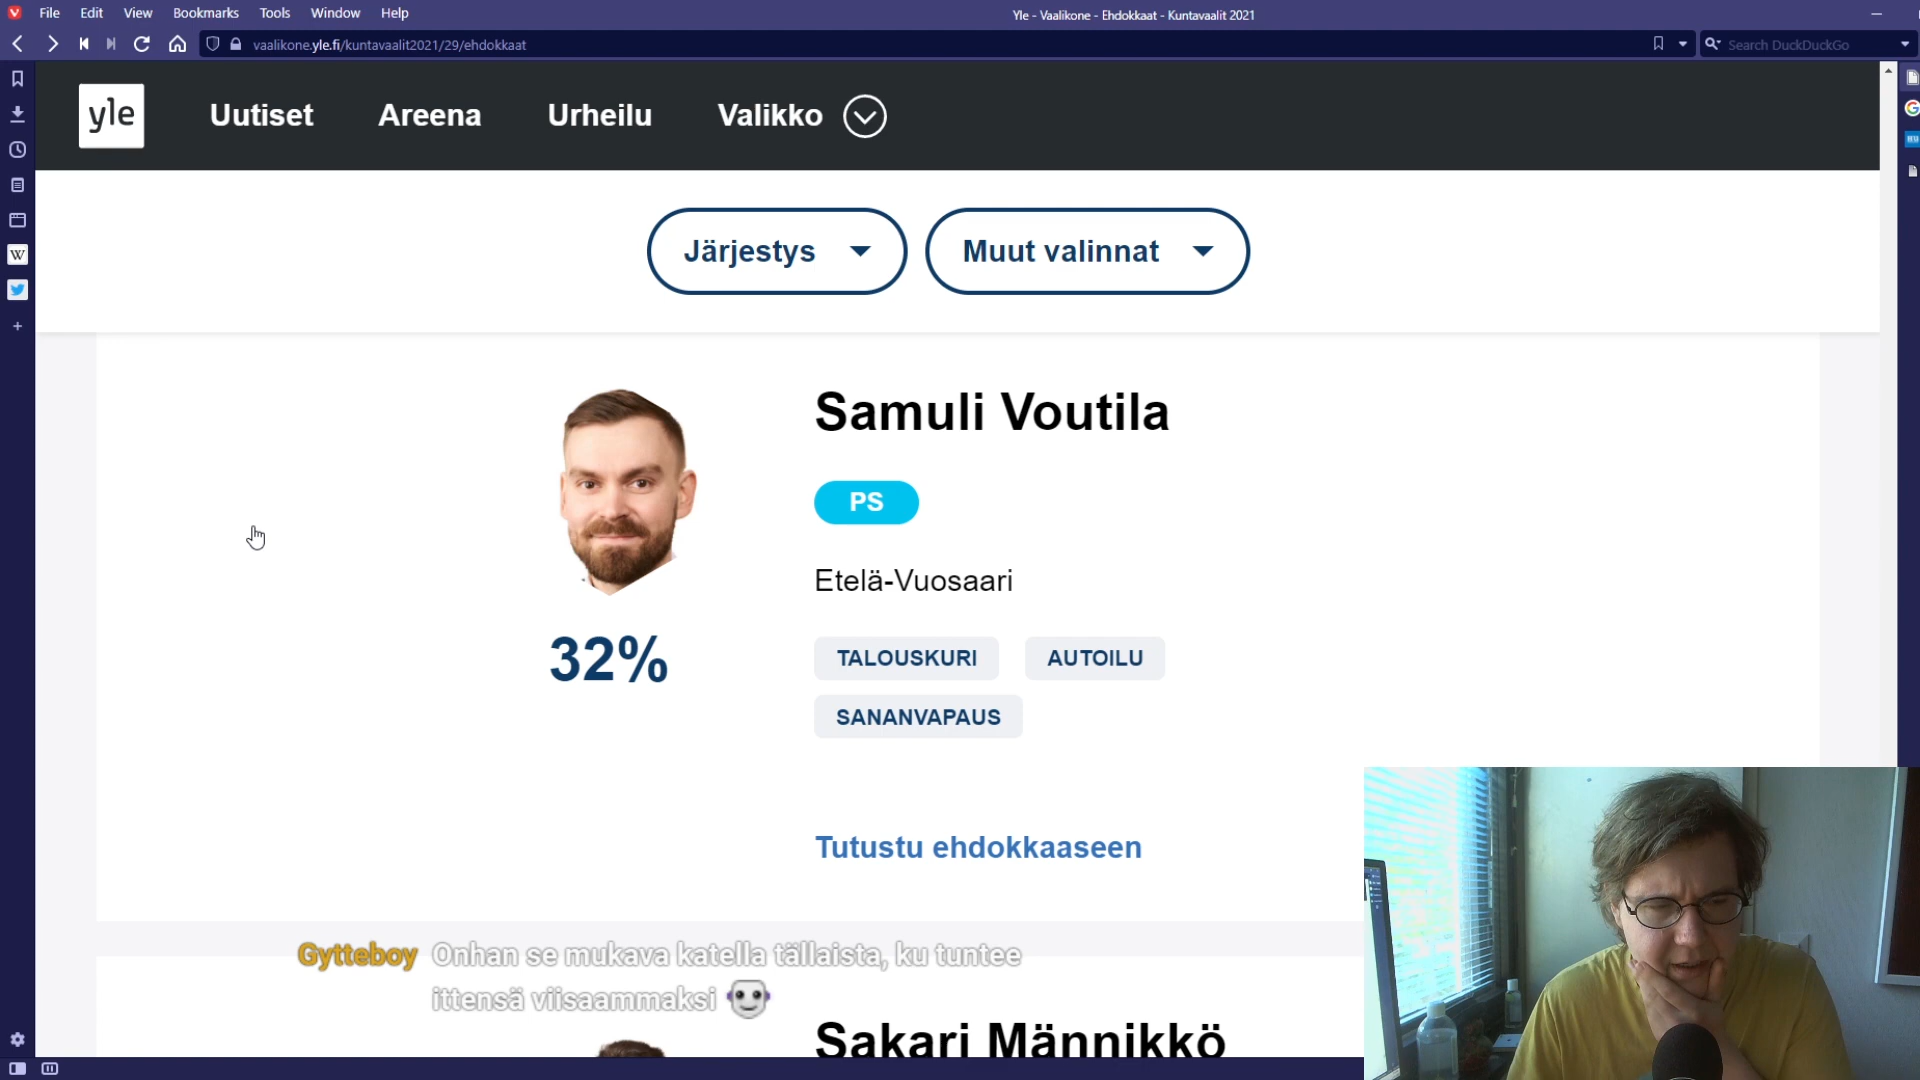 File Edit View Bookmarks Tools Window Help
Yle - Vaalikone - Ehdokkaat - Kuntavaalit 2021
vaalikone.yle.fi/kuntavaalit2021/29/ehdokkaat
Search DuckDuckGo
yle Uutiset Areena Urheilu Valikko
Järjestys Muut valinnat
Samuli Voutila
PS
Etelä-Vuosaari
32%
TALOUSKURI AUTOILU
SANANVAPAUS
Tutustu ehdokkaaseen
Gytteboy Onhan se mukava katella tällaista, ku tuntee
ittensä viisaammaksi
Sakari Männikkö
W